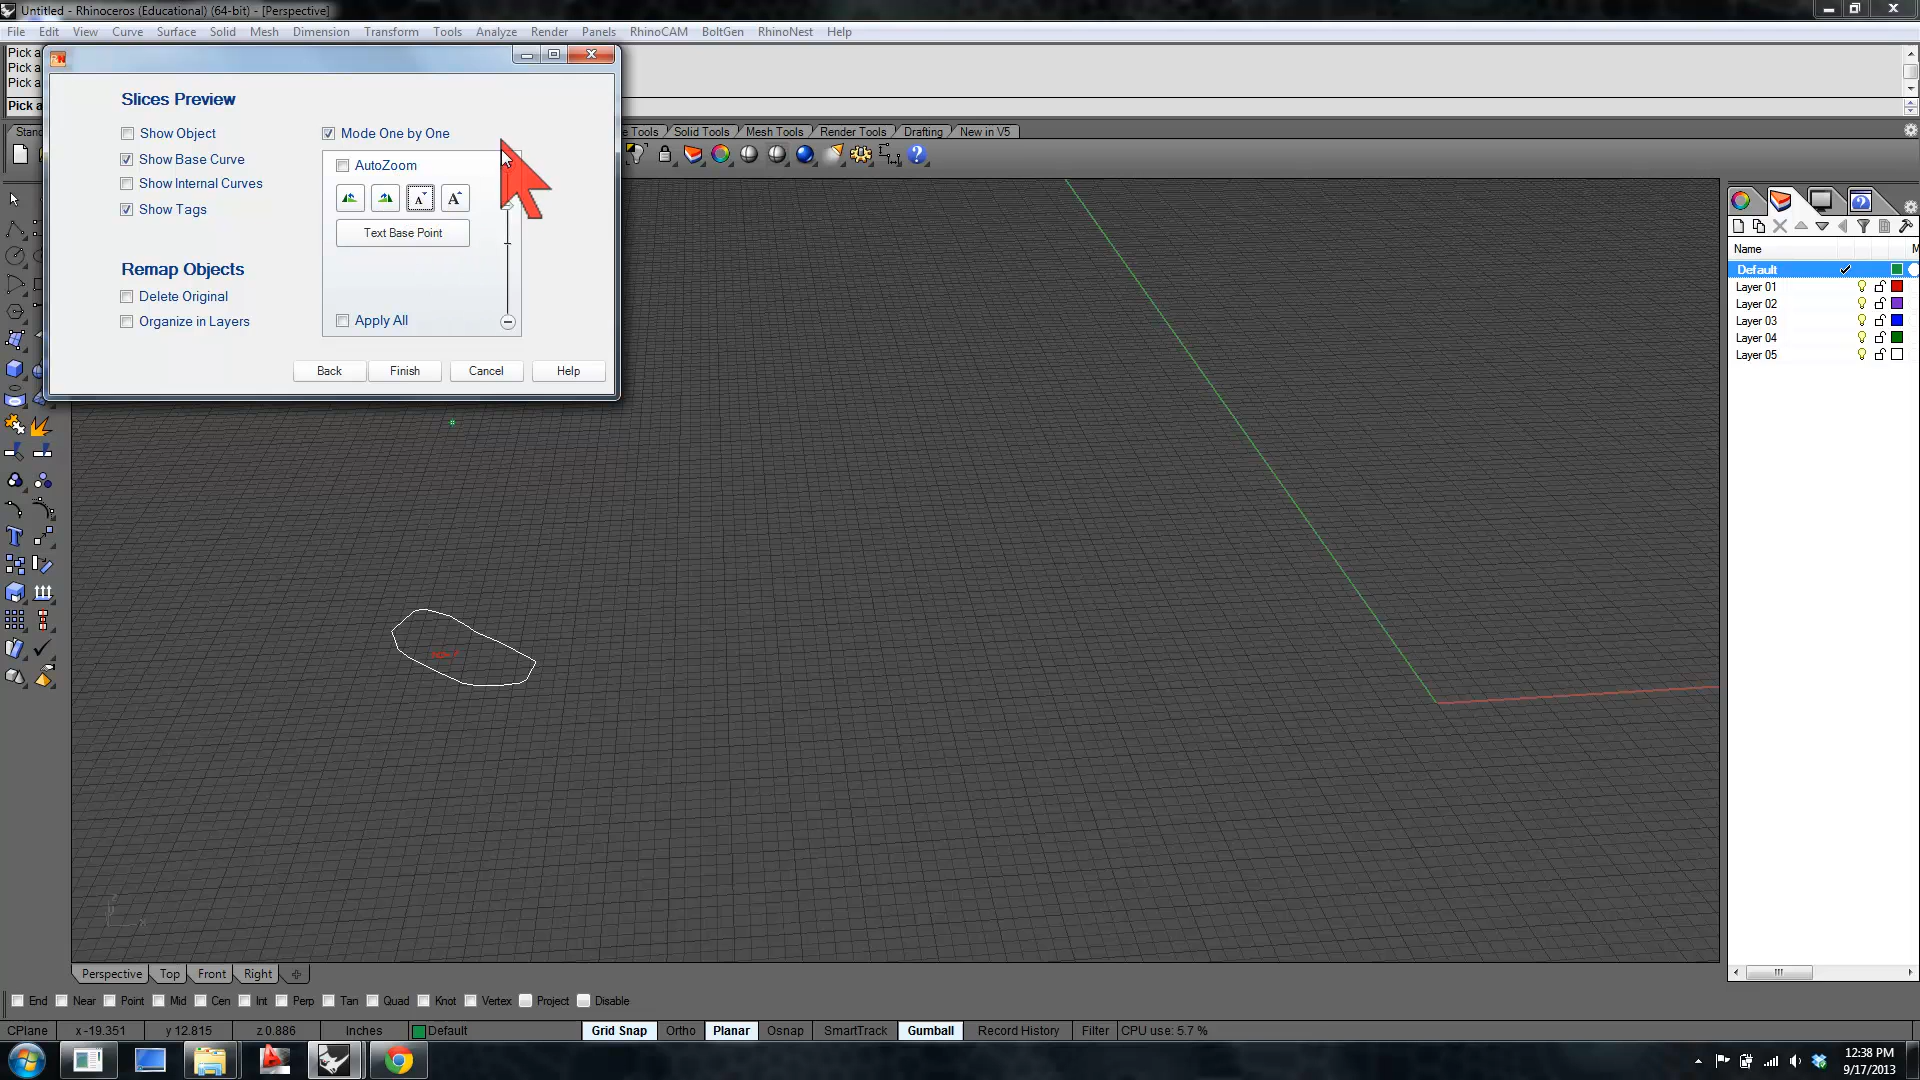 Untitled - Rhinoceros (Educational) (64-bit) - [Perspective]
File Edit View Curve Surface Solid Mesh Dimension Transform Tools Analyze Render Panels RhinoCAM BoltGen RhinoNest Help
Pick a
Pick a
Pick a
Pick a
Stand
e Tools Solid Tools Mesh Tools Render Tools Drafting New in V5
Slices Preview
Show Object
Show Base Curve
Show Internal Curves
Show Tags
Remap Objects
Delete Original
Organize in Layers
Mode One by One
AutoZoom
A A
Text Base Point
Apply All
Back Finish Cancel Help
Name M
Default
Layer 01
Layer 02
Layer 03
Layer 04
Layer 05
Perspective Top Front Right
End Near Point Mid Cen Int Perp Tan Quad Knot Vertex Project Disable
CPlane x -19.351 y 12.815 z 0.886 Inches Default Grid Snap Ortho Planar Osnap SmartTrack Gumball Record History Filter CPU use: 5.7 %
12:38 PM
9/17/2013